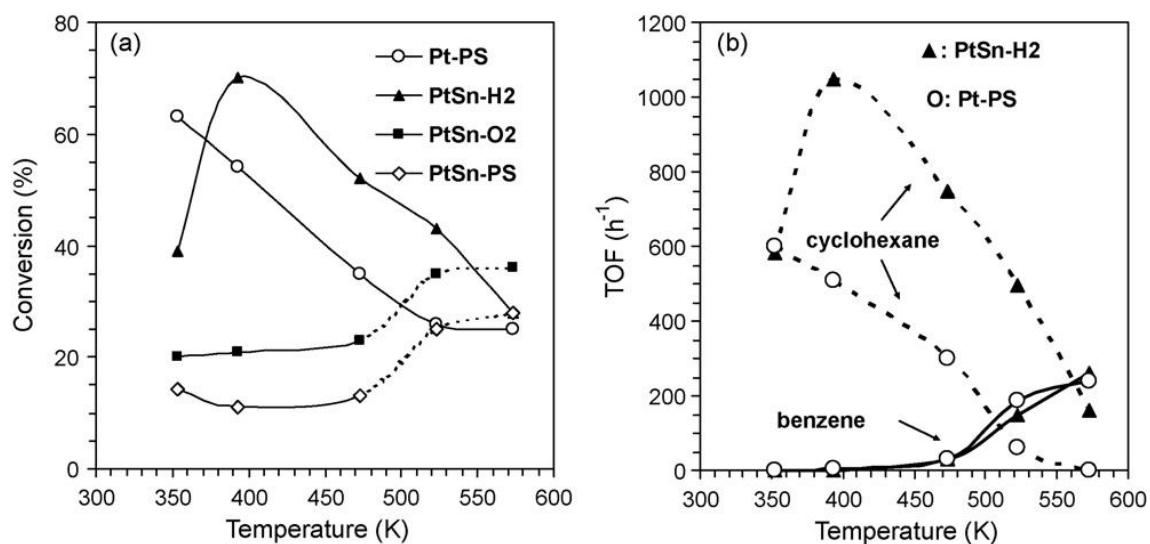 (a)
Pt-PS
PtSn-H2
PtSn-O2
PtSn-PS
Conversion (%)
80
60
40
20
0
300 350 400 450 500 550 600
Temperature (K)
(b)
: PtSn-H2
O: Pt-PS
cyclohexane
benzene
TOF (h⁻¹)
1200
1000
800
600
400
200
0
300 350 400 450 500 550 600
Temperature (K)